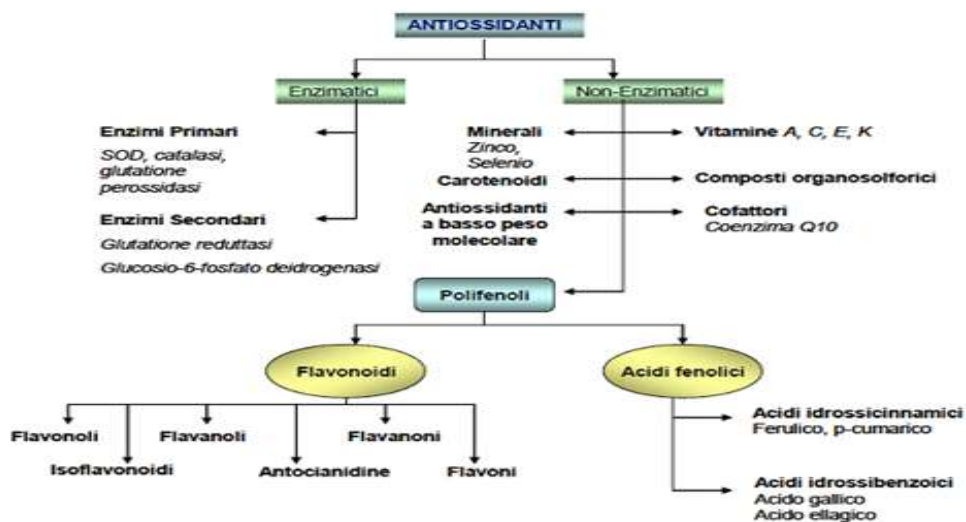 ANTIOSSIDANTI
Enzimatici
Non-Enzimatici
Enzimi Primari
SOD, catalasi,
glutatione
perossidasi
Enzimi Secondari
Glutatione reduttasi
Glucosio-6-fosfato deidrogenasi
Minerali
Zinco,
Selenio
Carotenoidi
Antiossidanti
a basso peso
molecolare
Vitamine A, C, E, K
Composti organosolforici
Cofattori
Coenzima Q10
Polifenoli
Flavonoidi
Acidi fenolici
Flavonoli
Flavanoli
Flavanoni
Isoflavonoidi
Antocianidine
Flavoni
Acidi idrossicinnamici
Ferulico, p-cumarico
Acidi idrossibenzoici
Acido gallico
Acido ellagico